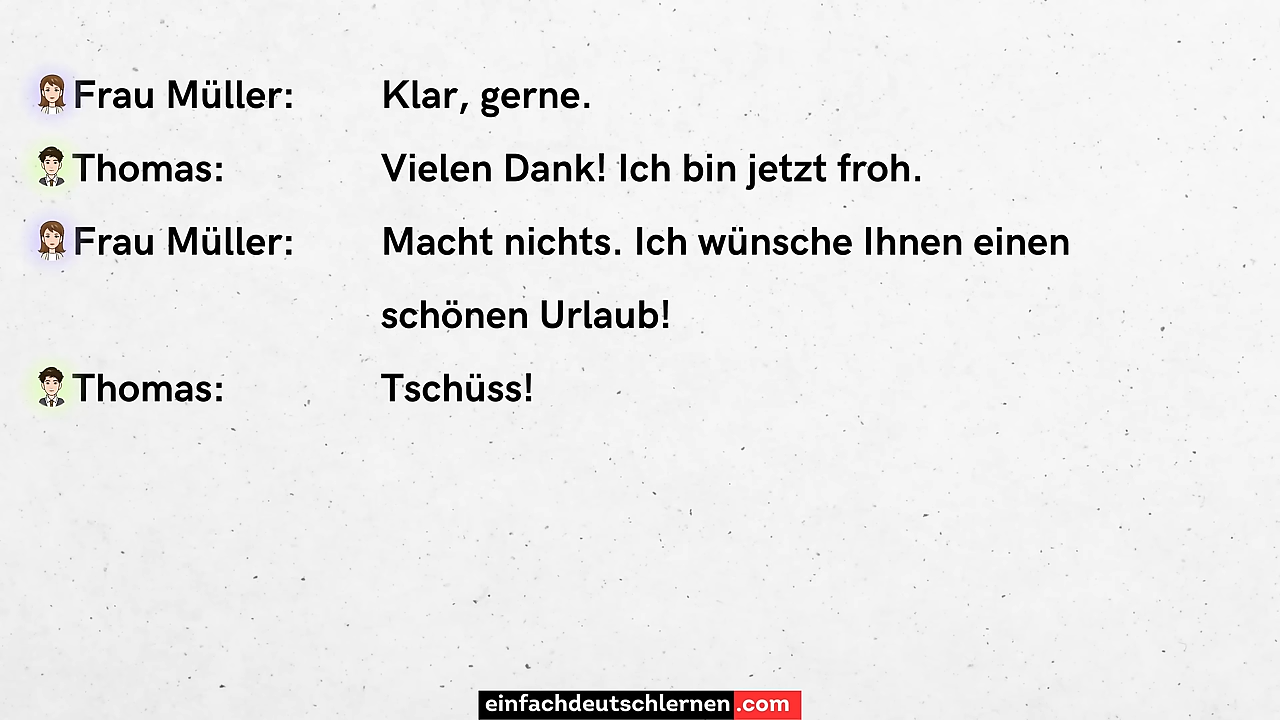 Frau Müller: Klar, gerne.
Thomas: Vielen Dank! Ich bin jetzt froh.
Frau Müller: Macht nichts. Ich wünsche Ihnen einen
schönen Urlaub!
Thomas: Tschüss!
einfachdeutschlernen.com